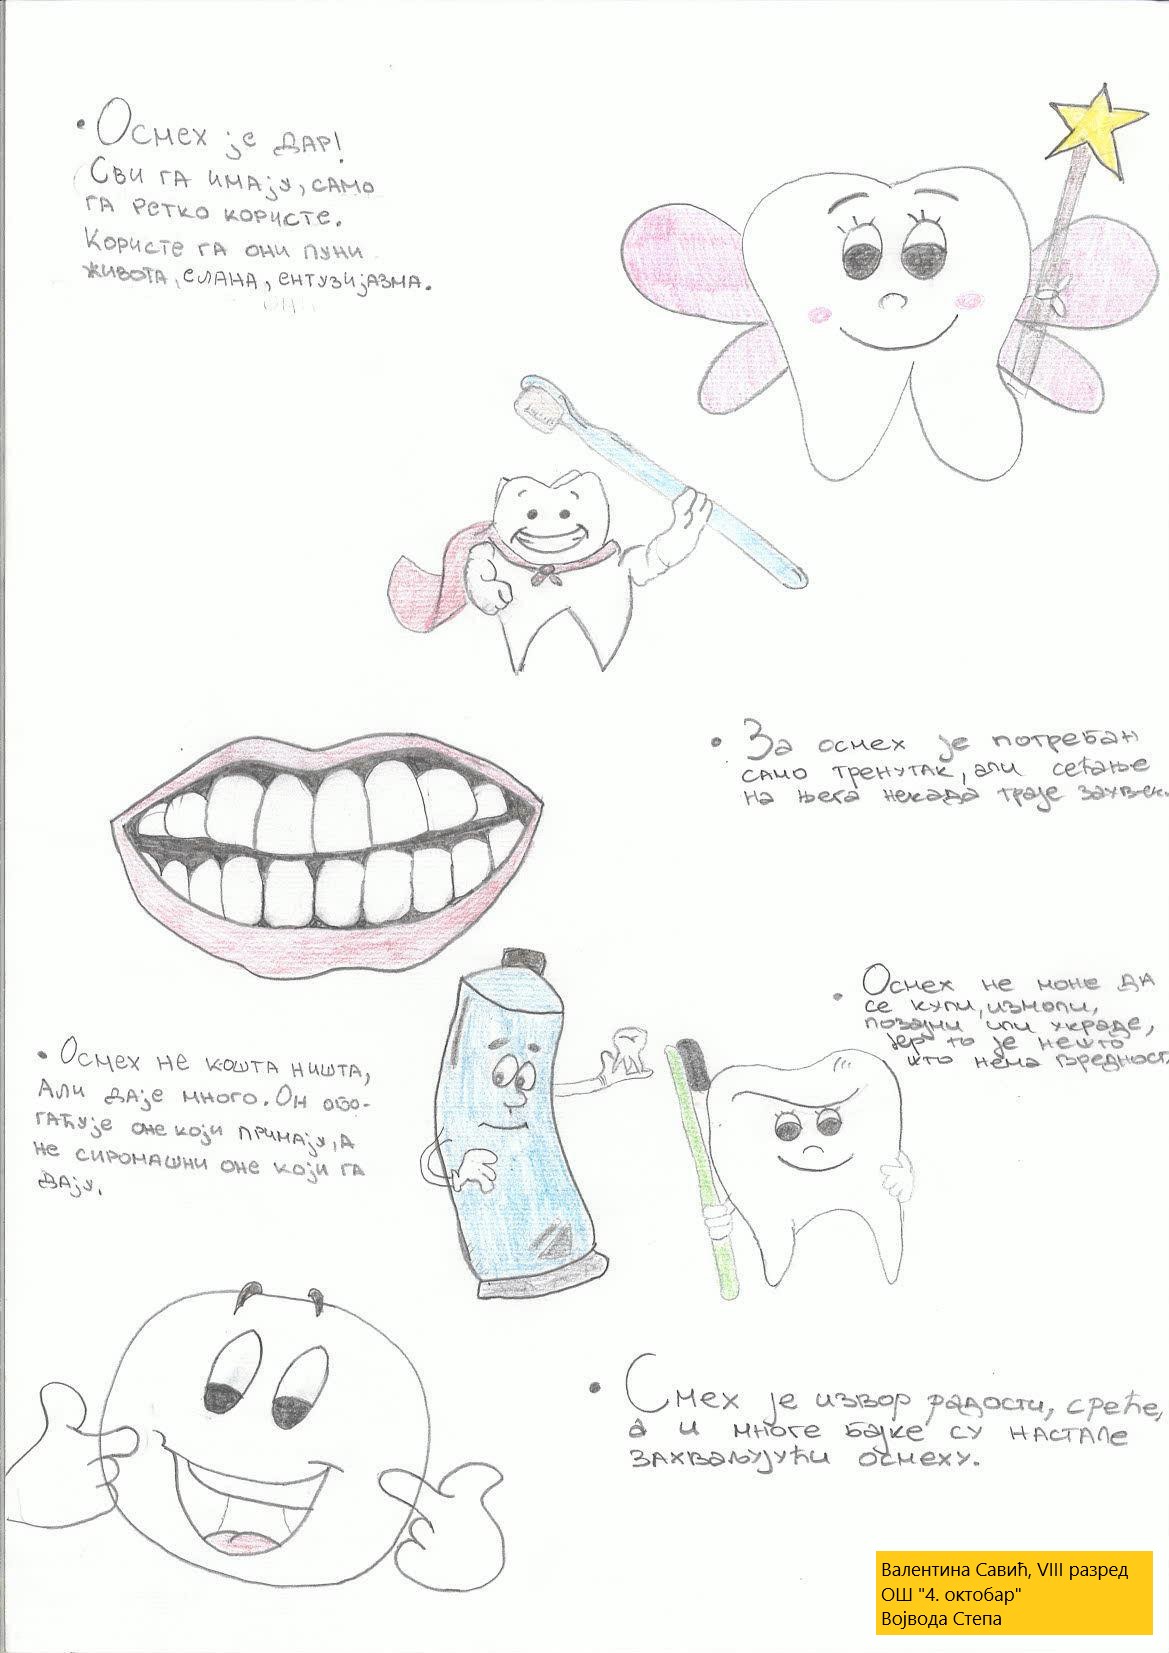 • Осмех је дар!
Сви га имају, само
га ретко користе.
Користе га они пуни
живота, елана, ентузијазма.
• За осмех је потребан
само тренутак, али сећање
на њега некада траје заувек.
• Осмех не може да
се купи, измоли,
позајми или украде,
јер то је нешто
што нема вредност
• Осмех не кошта ништа,
Али даје много. Он обо-
гаћује оне који примају, а
не сиромашни оне који га
дају.
• Смех је извор радости, среће,
а и многе бајке су настале
захваљујући осмеху.
Валентина Савић, VIII разред
ОШ "4. октобар"
Војвода Степа